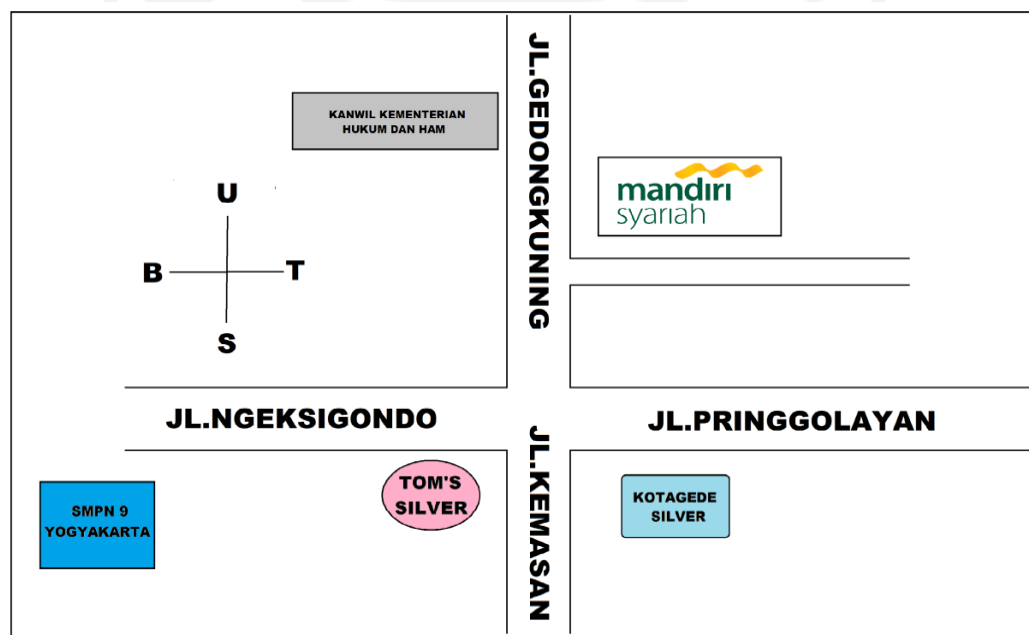 JL.GEDONGKUNING
KANWIL KEMENTERIAN
HUKUM DAN HAM
mandiri
syariah
U
B
T
S
JL.NGEKSIGONDO
JL.PRINGGOLAYAN
JL.KEMASAN
TOM'S
SILVER
KOTAGEDE
SILVER
SMPN 9
YOGYAKARTA